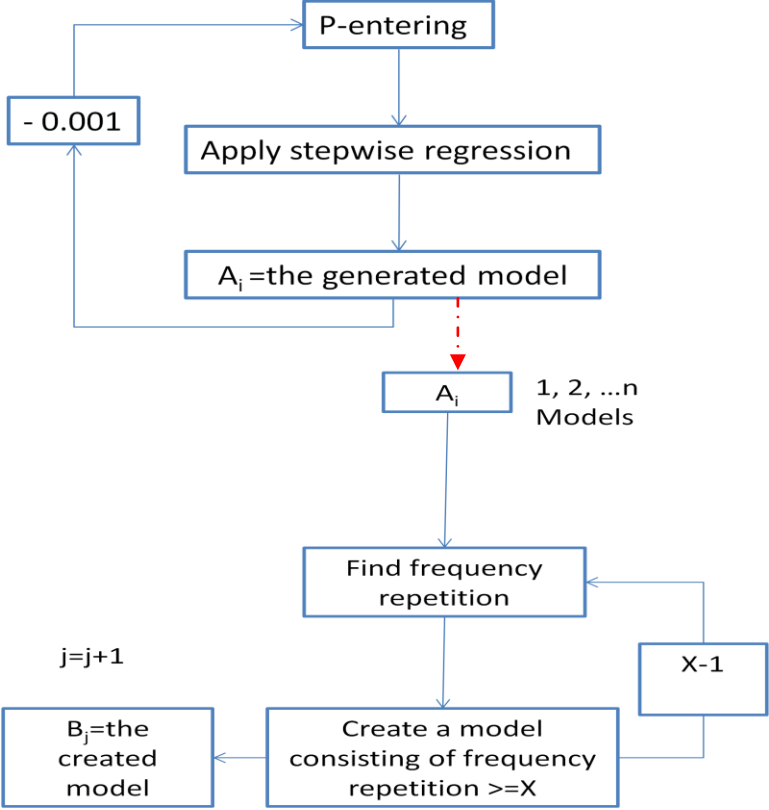 P-entering
- 0.001
Apply stepwise regression
Ai =the generated model
Ai
1, 2, ...n
Models
Find frequency
repetition
j=j+1
X-1
Bj=the
created
model
Create a model
consisting of frequency
repetition >=X